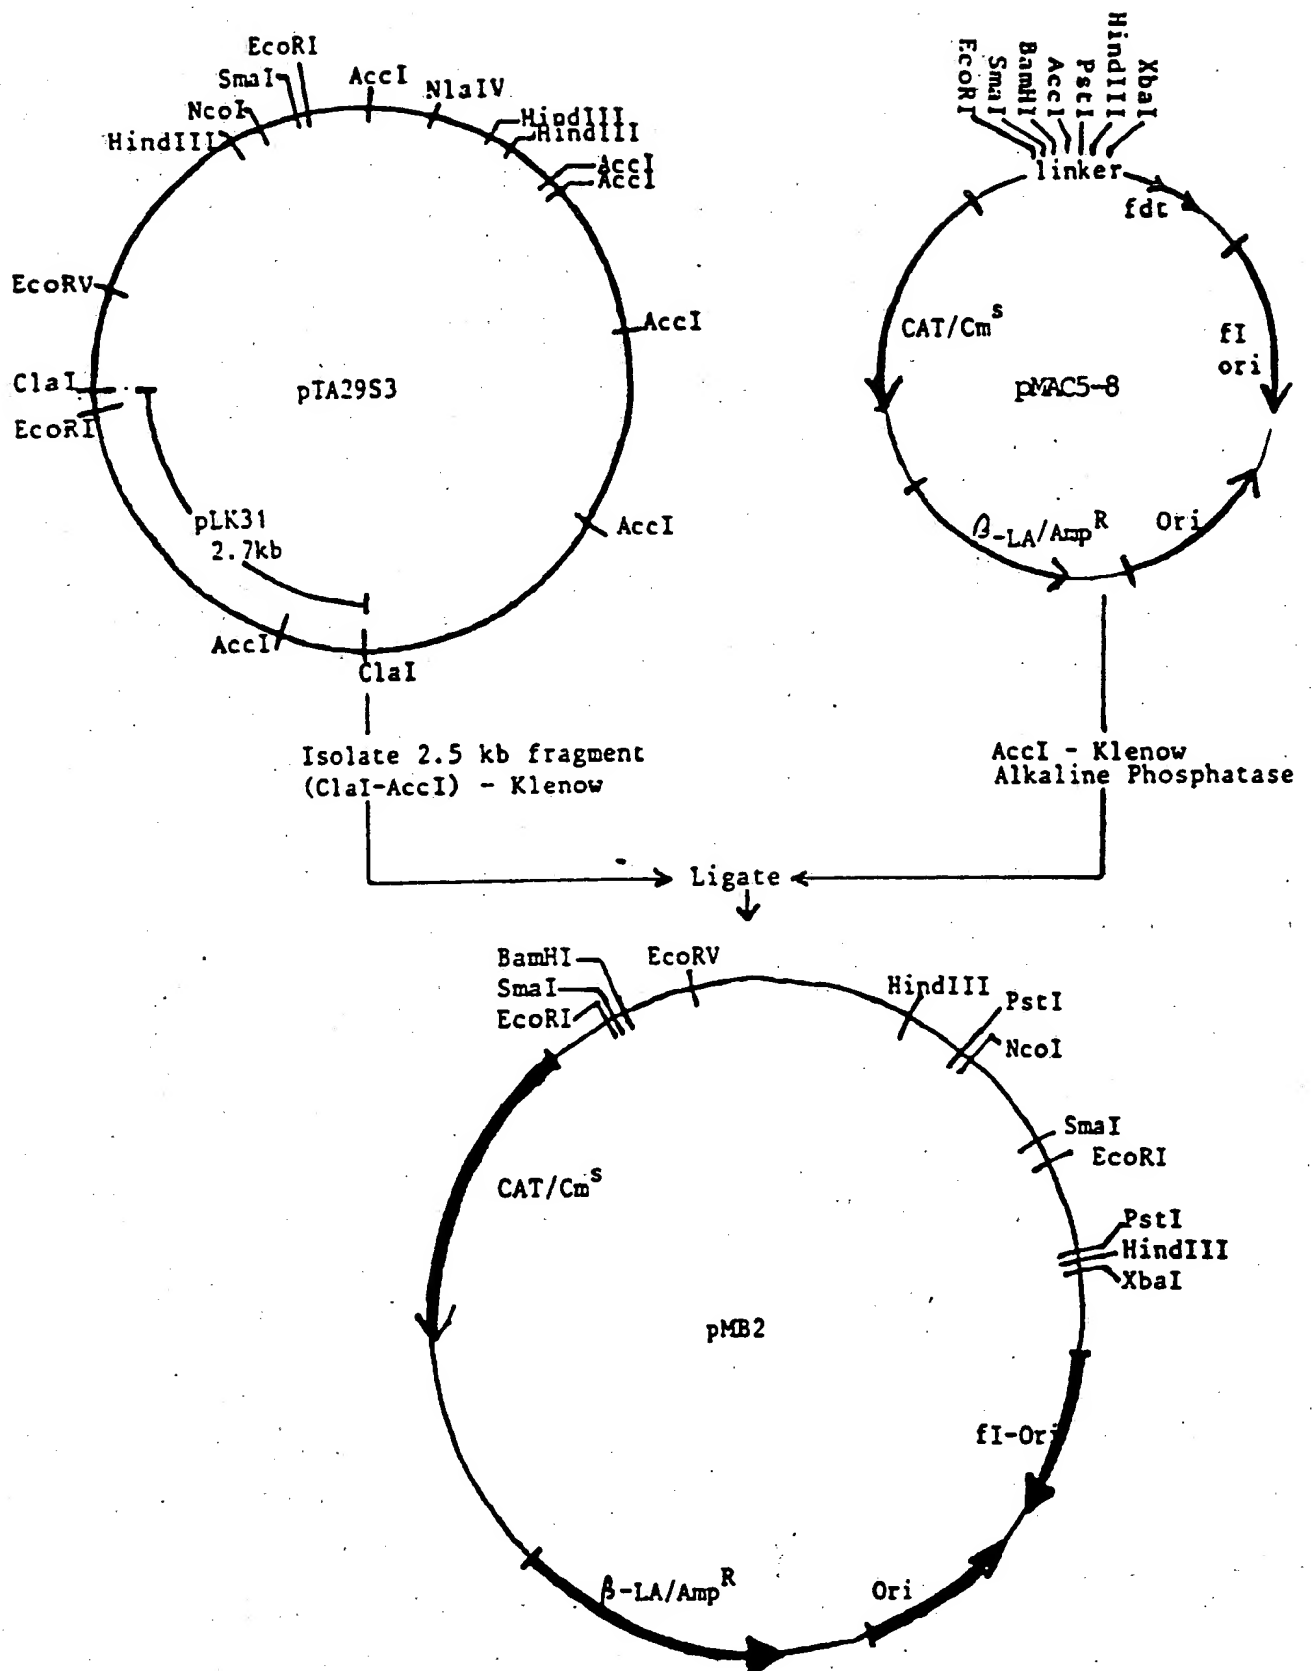 EcoRI
SmaI
NcoI
HindIII
AccI
NlaIV
HindIII
HindIII
AccI
AccI
EcoRV
AccI
ClaI
EcoRI
pTA29S3
pLK31
2.7kb
AccI
AccI
ClaI
EcoRI
SmaI
BamHI
AccI
PstI
HindIII
XbaI
linker
fdt
CAT/Cm^S
fI
ori
pMAC5-8
β-LA/Amp^R
Ori
Isolate 2.5 kb fragment
(ClaI-AccI) - Klenow
AccI - Klenow
Alkaline Phosphatase
Ligate
BamHI
SmaI
EcoRI
EcoRV
HindIII
PstI
NcoI
SmaI
EcoRI
CAT/Cm^S
PstI
HindIII
XbaI
pMB2
fI-Ori
β-LA/Amp^R
Ori